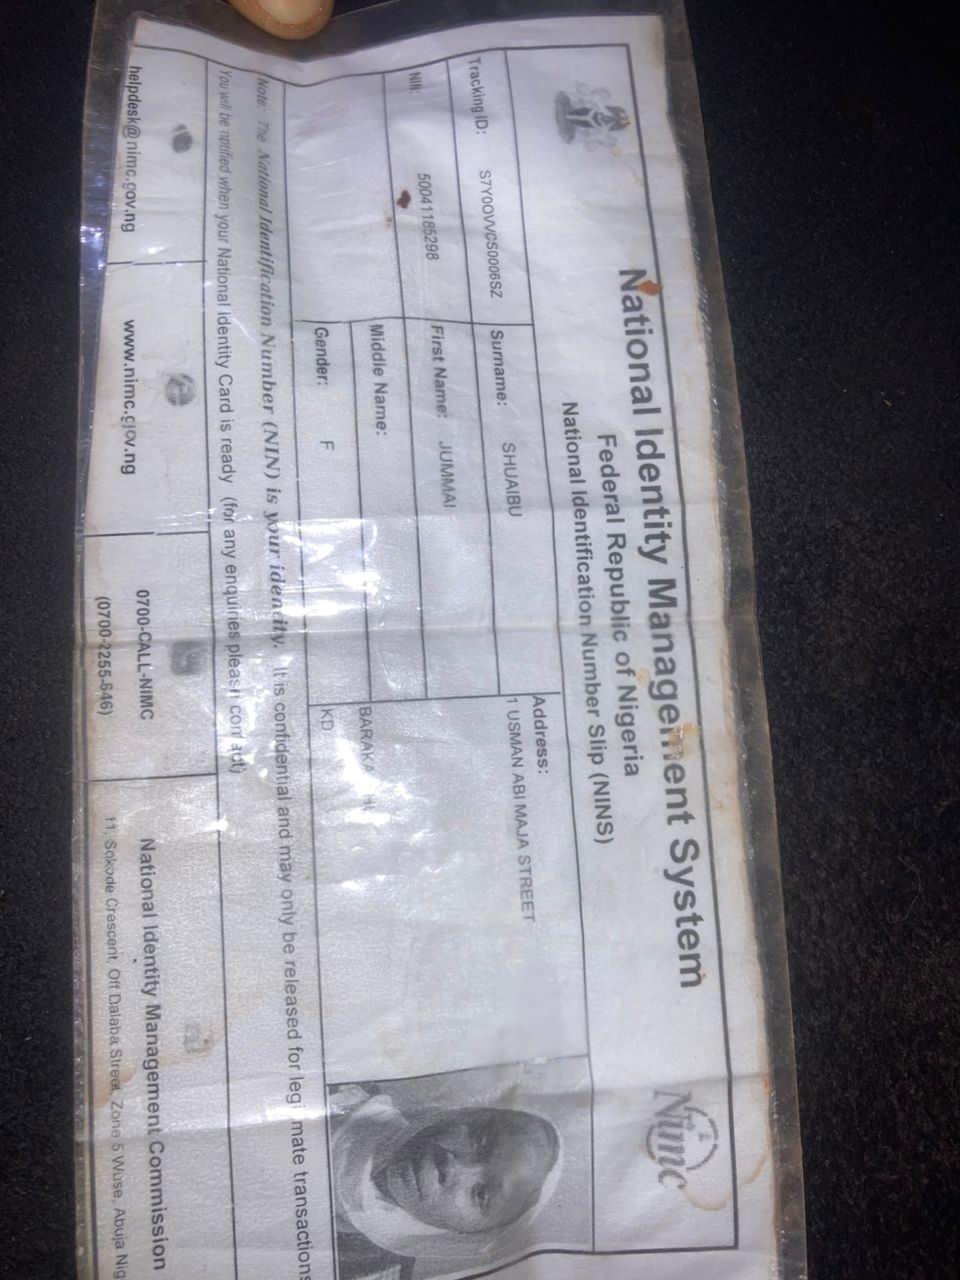 National Identity Management System
Federal Republic of Nigeria
National Identification Number Slip (NINS)
Nimc
Tracking ID:
Surname: SHUAIBU
Address:
1 USMAN ABI MAJA STREET
NIN: 50041185298
First Name: JUMMAI
Middle Name:
Gender: F
KD
Note: The National Identification Number (NIN) is your identity. It is confidential and may only be released for legitimate transactions
You will be notified when your National Identity Card is ready (for any enquiries please contact)
helpdesk@nimc.gov.ng
www.nimc.gov.ng
0700-CALL-NIMC
(0700-2255-646)
National Identity Management Commission
11, Sokode Crescent, Off Dalaba Street, Zone 5 Wuse, Abuja Nig